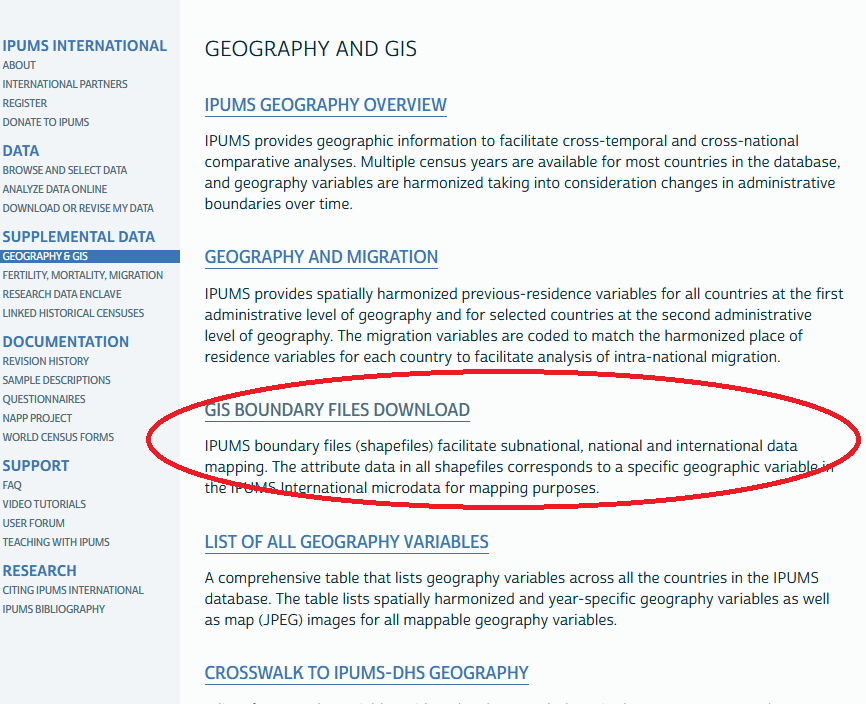 IPUMS INTERNATIONAL
ABOUT
INTERNATIONAL PARTNERS
REGISTER
DONATE TO IPUMS
DATA
BROWSE AND SELECT DATA
ANALYZE DATA ONLINE
DOWNLOAD OR REVISE MY DATA
SUPPLEMENTAL DATA
GEOGRAPHY & GIS
FERTILITY, MORTALITY, MIGRATION
RESEARCH DATA ENCLAVE
LINKED HISTORICAL CENSUSES
DOCUMENTATION
REVISION HISTORY
SAMPLE DESCRIPTIONS
QUESTIONNAIRES
NAPP PROJECT
WORLD CENSUS FORMS
SUPPORT
FAQ
VIDEO TUTORIALS
USER FORUM
TEACHING WITH IPUMS
RESEARCH
CITING IPUMS INTERNATIONAL
IPUMS BIBLIOGRAPHY
GEOGRAPHY AND GIS
IPUMS GEOGRAPHY OVERVIEW
IPUMS provides geographic information to facilitate cross-temporal and cross-national
comparative analyses. Multiple census years are available for most countries in the database,
and geography variables are harmonized taking into consideration changes in administrative
boundaries over time.
GEOGRAPHY AND MIGRATION
IPUMS provides spatially harmonized previous-residence variables for all countries at the first
administrative level of geography and for selected countries at the second administrative
level of geography. The migration variables are coded to match the harmonized place of
residence variables for each country to facilitate analysis of intra-national migration.
GIS BOUNDARY FILES DOWNLOAD
IPUMS boundary files (shapefiles) facilitate subnational, national and international data
mapping. The attribute data in all shapefiles corresponds to a specific geographic variable in
the IPUMS International microdata for mapping purposes.
LIST OF ALL GEOGRAPHY VARIABLES
A comprehensive table that lists geography variables across all the countries in the IPUMS
database. The table lists spatially harmonized and year-specific geography variables as well
as map (JPEG) images for all mappable geography variables.
CROSSWALK TO IPUMS-DHS GEOGRAPHY